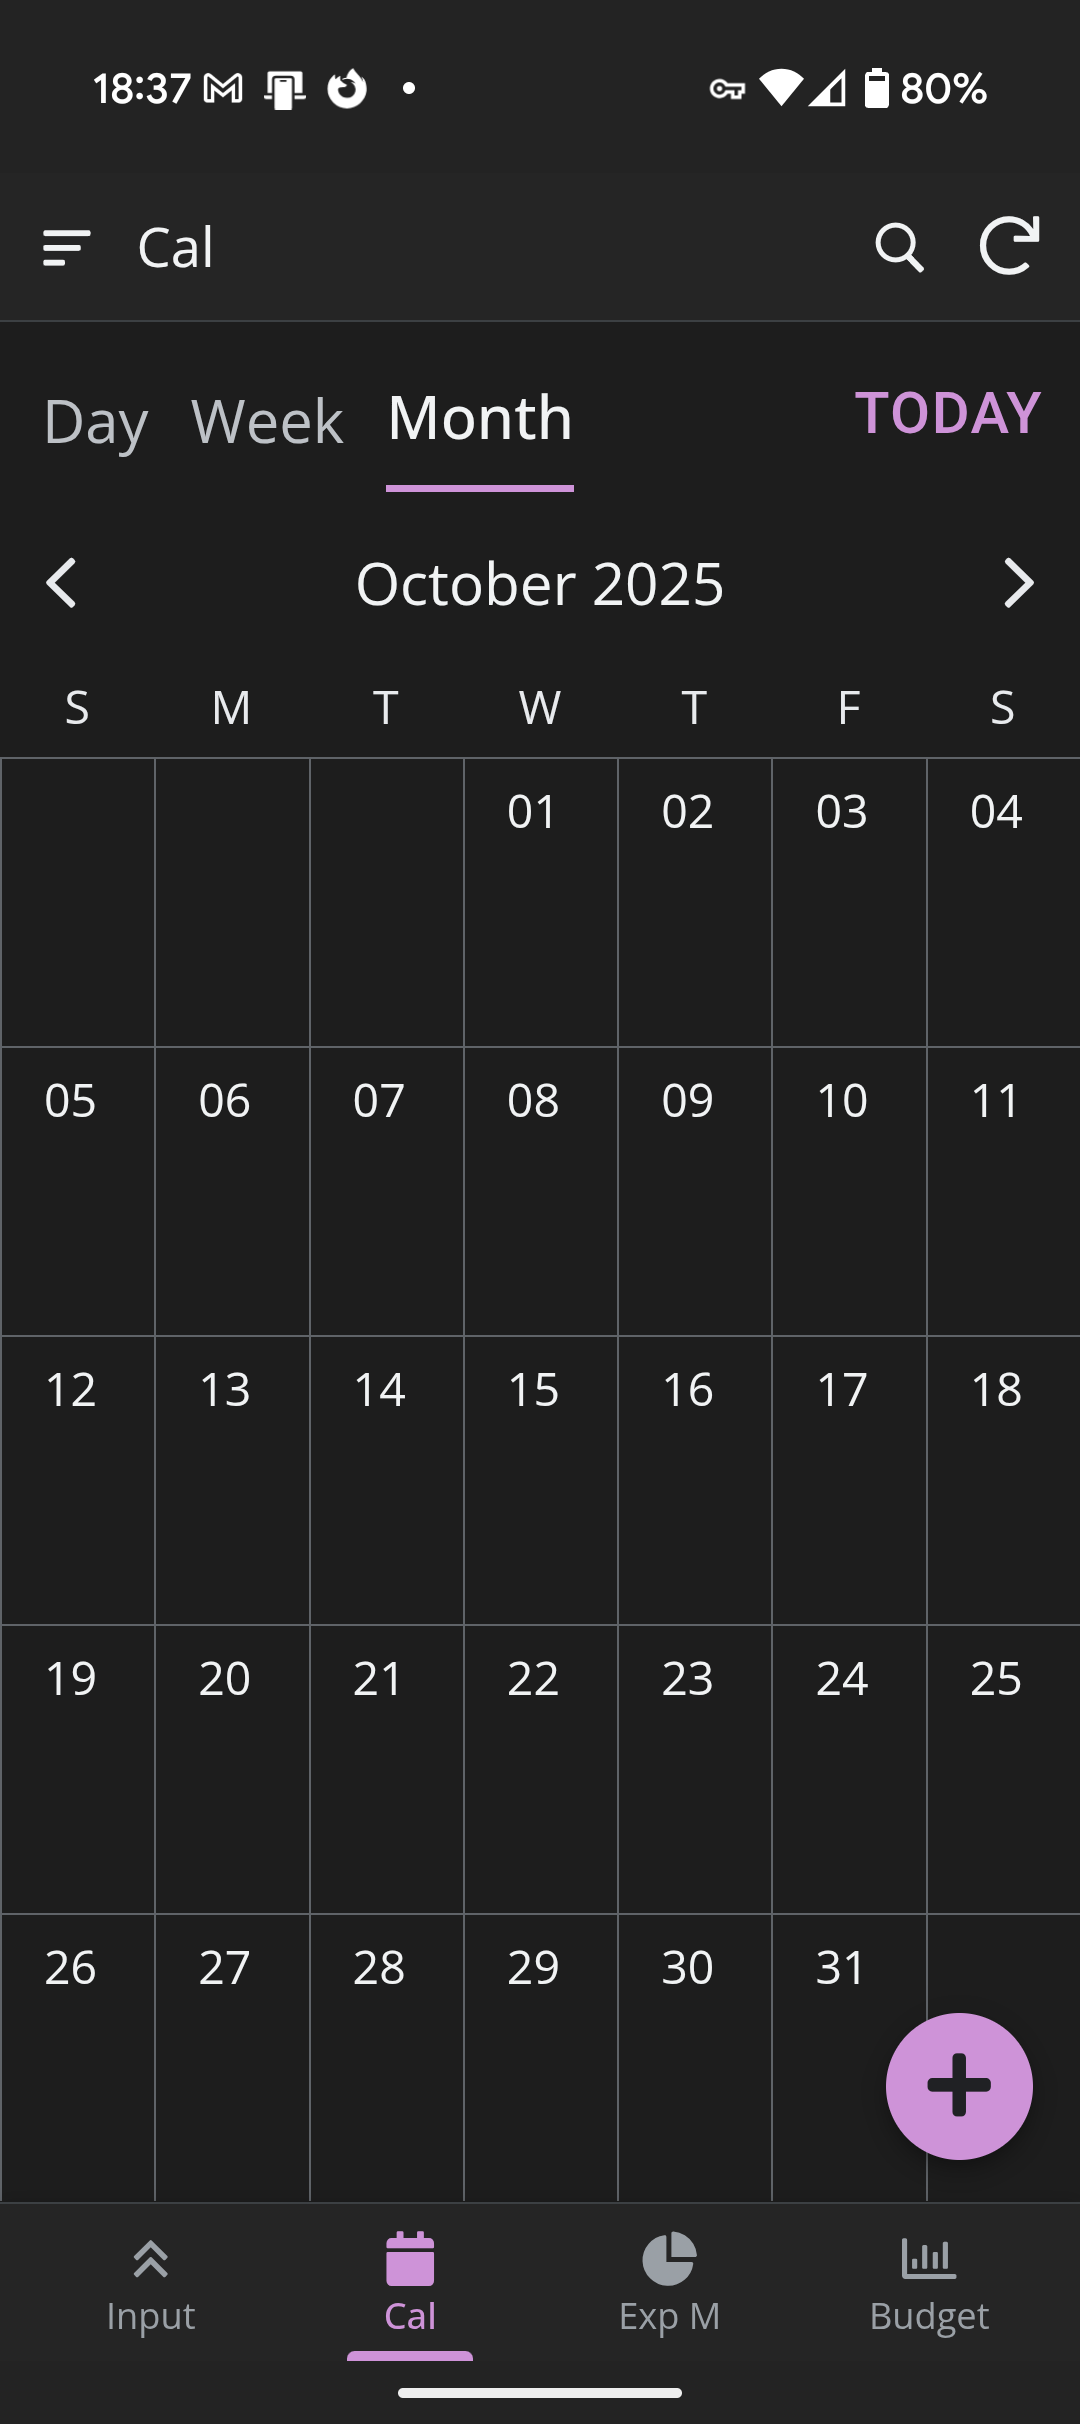 18:37 80%
Cal
Day Week Month TODAY
October 2025
S M T W T F S
01 02 03 04
05 06 07 08 09 10 11
12 13 14 15 16 17 18
19 20 21 22 23 24 25
26 27 28 29 30 31
Input Cal Exp M Budget